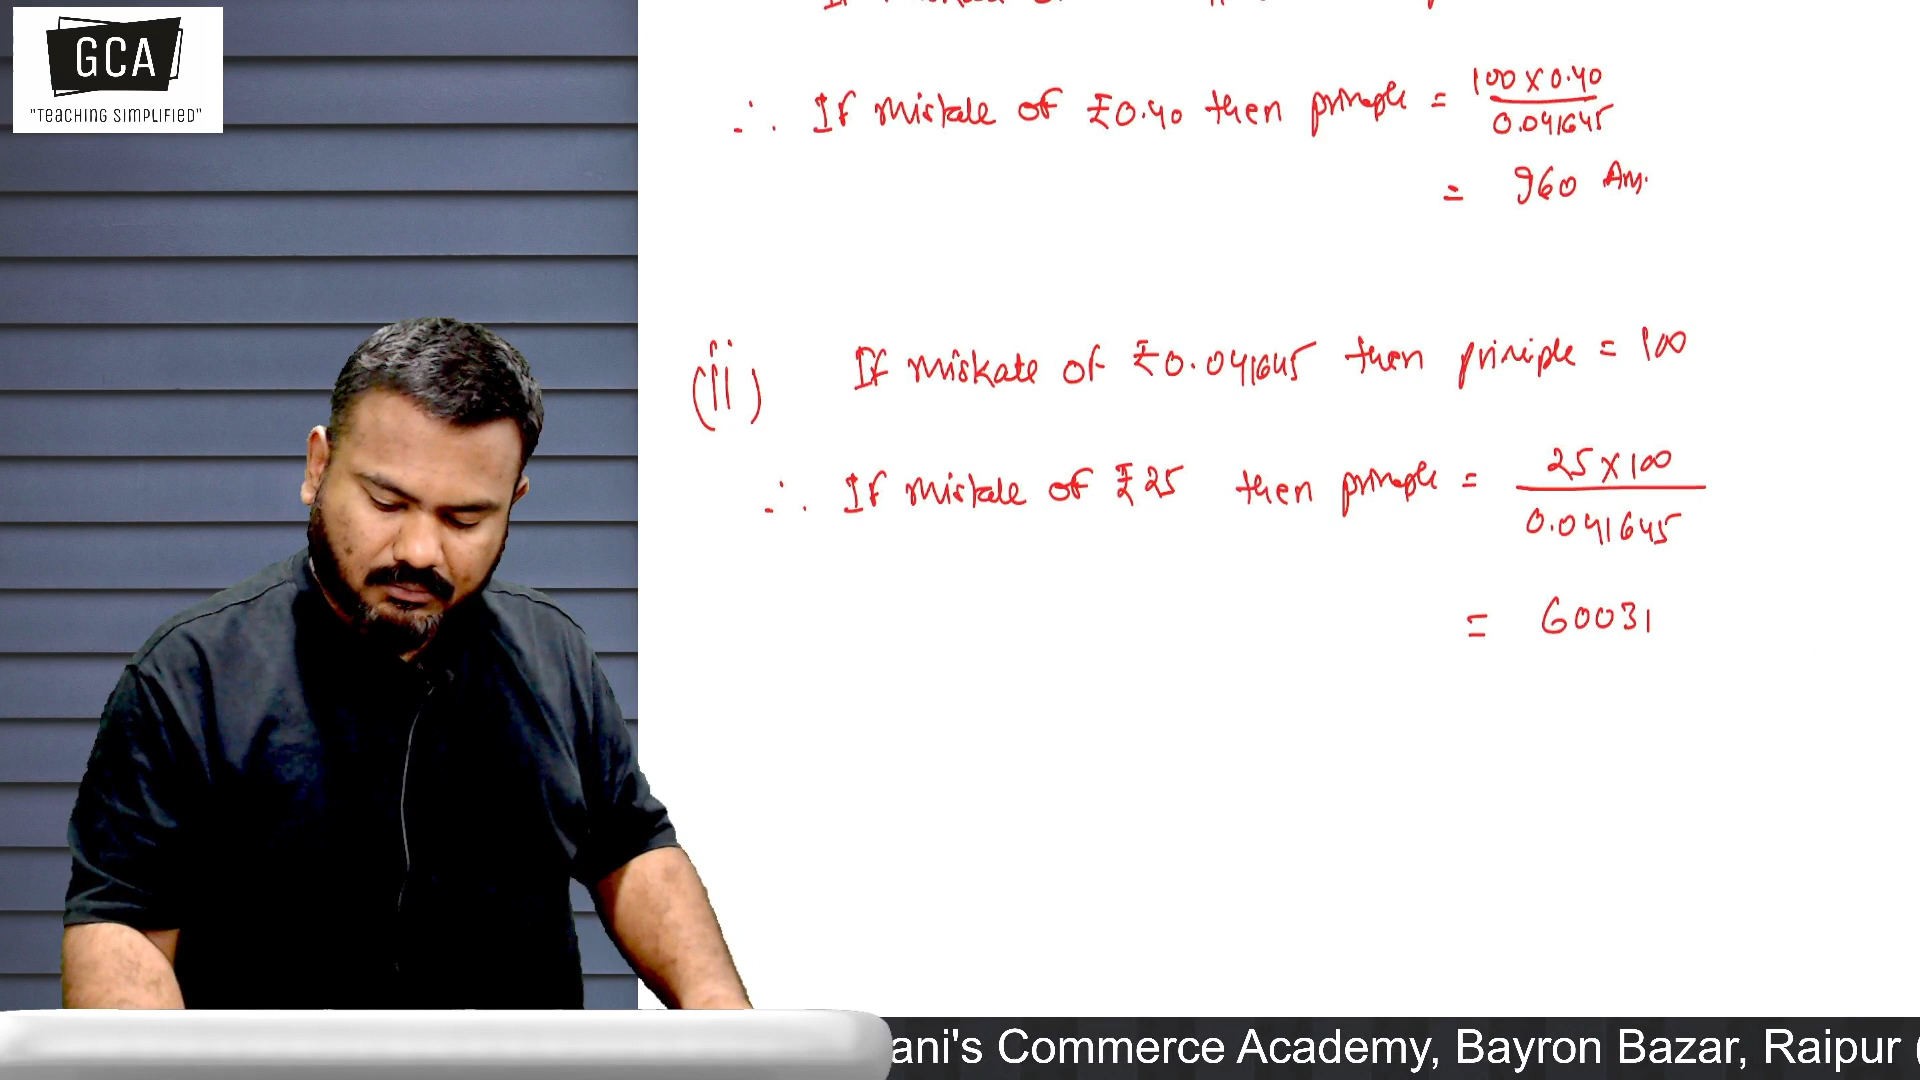 GCA
"Teaching SIMPLIFIED"
∴ If mistake of ₹0.40 then principle = 100 x 0.40
0.041645
= 960 Ans.
(ii) If miskate of ₹0.041645 then priniple = 100
∴ If mistake of ₹25 then principle = 25 x 100
0.041645
= 60031
ani's Commerce Academy, Bayron Bazar, Raipur (